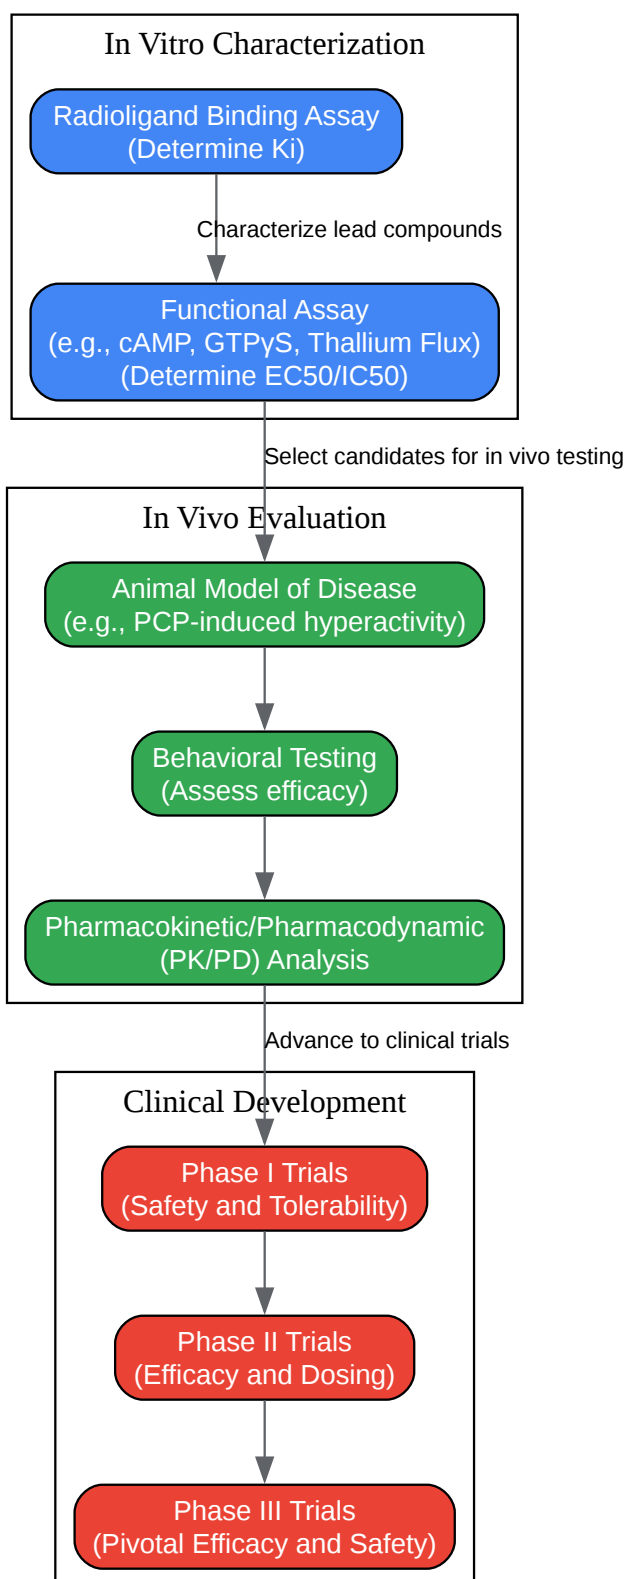 In Vitro Characterization
Radioligand Binding Assay
(Determine Ki)
Characterize lead compounds
Functional Assay
(e.g., cAMP, GTPγS, Thallium Flux)
(Determine EC50/IC50)
Select candidates for in vivo testing
In Vivo Evaluation
Animal Model of Disease
(e.g., PCP-induced hyperactivity)
Behavioral Testing
(Assess efficacy)
Pharmacokinetic/Pharmacodynamic
(PK/PD) Analysis
Advance to clinical trials
Clinical Development
Phase I Trials
(Safety and Tolerability)
Phase II Trials
(Efficacy and Dosing)
Phase III Trials
(Pivotal Efficacy and Safety)